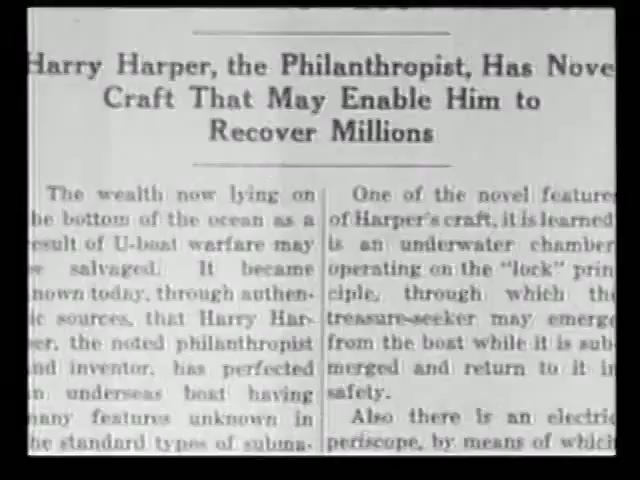 Harry Harper, the Philanthropist, Has Nove
Craft That May Enable Him to
Recover Millions
The wealth now lying on
he bottom of the ocean as a
esult of U-boat warfare may
e salvaged. It became
nown today, through authen-
ic sources, that Harry Har-
er, the noted philanthropist
nd inventor, has perfected
n underseas boat having
many features unknown in
he standard types of subma-
One of the novel feature
of Harper's craft, it is learned
is an underwater chamber
operating on the "lock" prin
ciple, through which the
treasure-seeker may emerge
from the boat while it is sub
merged and return to it in
safety.
Also there is an electric
periscope, by means of which